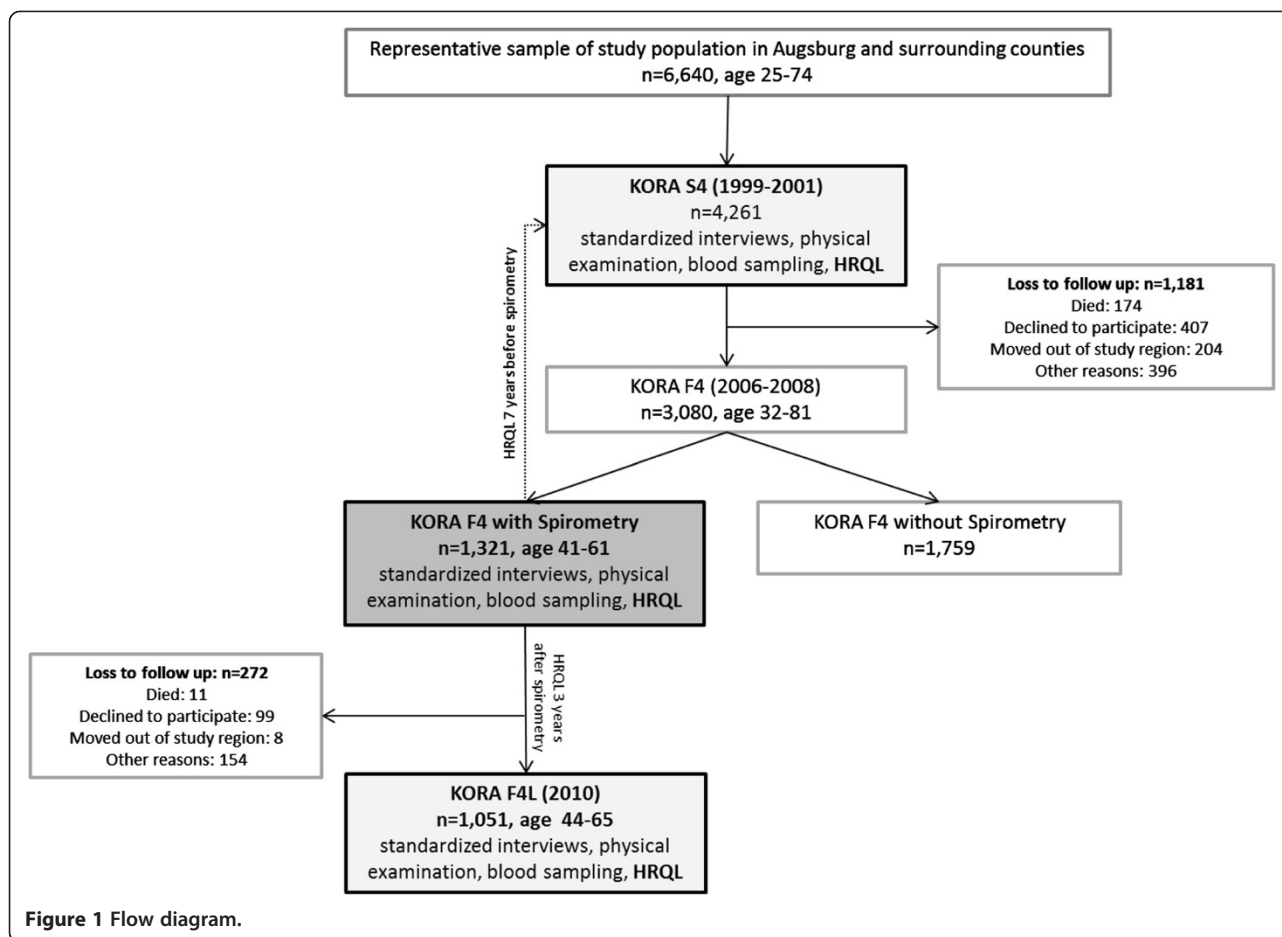 Representative sample of study population in Augsburg and surrounding counties
n=6,640, age 25-74
KORA S4 (1999-2001)
n=4,261
standardized interviews, physical
examination, blood sampling, HRQL
HRQL 7 years before spirometry
Loss to follow up: n=1,181
Died: 174
Declined to participate: 407
Moved out of study region: 204
Other reasons: 396
KORA F4 (2006-2008)
n=3,080, age 32-81
KORA F4 with Spirometry
n=1,321, age 41-61
standardized interviews, physical
examination, blood sampling, HRQL
KORA F4 without Spirometry
n=1,759
HRQL 3 years
after spirometry
Loss to follow up: n=272
Died: 11
Declined to participate: 99
Moved out of study region: 8
Other reasons: 154
KORA F4L (2010)
n=1,051, age 44-65
standardized interviews, physical
examination, blood sampling, HRQL
Figure 1 Flow diagram.